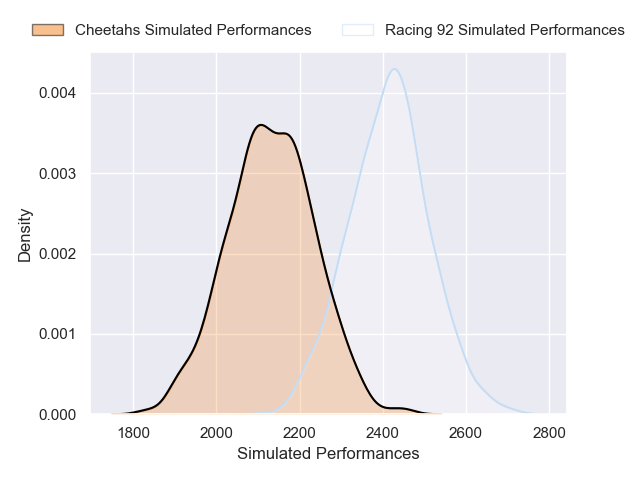 Cheetahs Simulated Performances Racing 92 Simulated Performances
0.004
0.003
0.002
0.001
0.000
Density
1800 2000 2200 2400 2600 2800
Simulated Performances